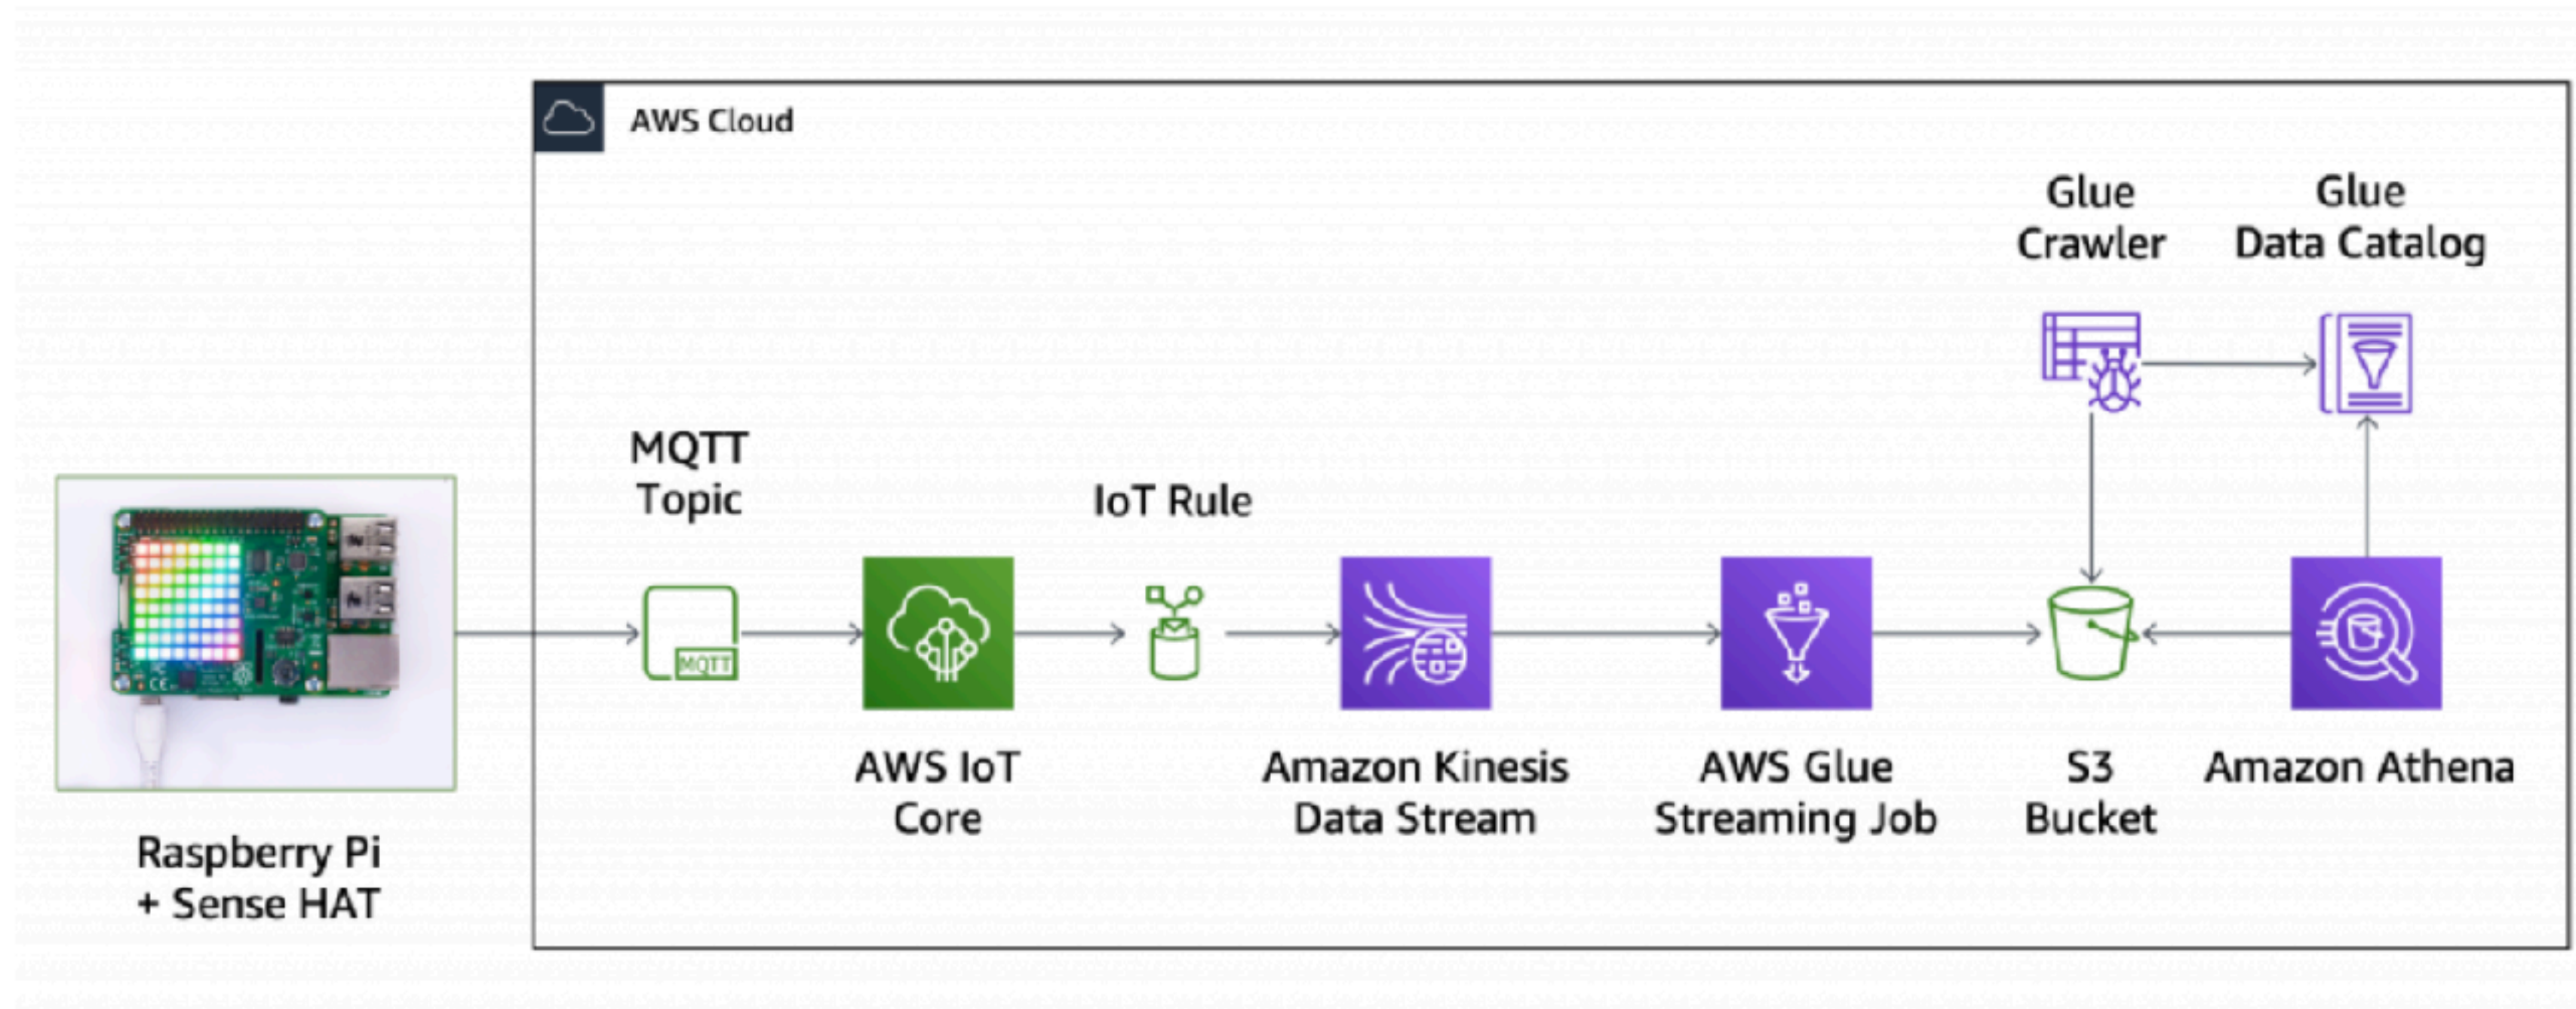 AWS Cloud
Glue
Crawler
Glue
Data Catalog
MQTT
Topic
IoT Rule
MQTT
AWS IoT
Core
Amazon Kinesis
Data Stream
AWS Glue
Streaming Job
S3
Bucket
Amazon Athena
Raspberry Pi
+ Sense HAT